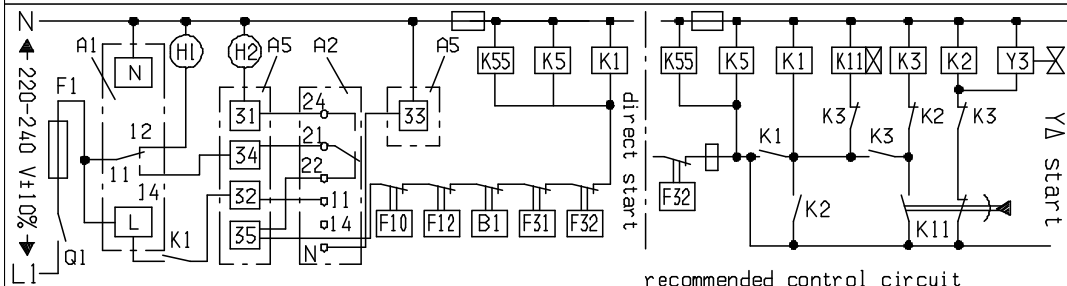 N
A1
H1
H2
A5
A2
A5
K55
K5
K1
K55
K5
K1
K11
K3
K2
Y3
220-240 V±10%
F1
N
12
11
14
L
K1
Q1
L1
31
34
32
35
24
21
22
11
14
N
33
F10
F12
B1
F31
F32
direct start
F32
K1
K3
K2
K3
K3
K2
K11
YΔ start
recommended control circuit